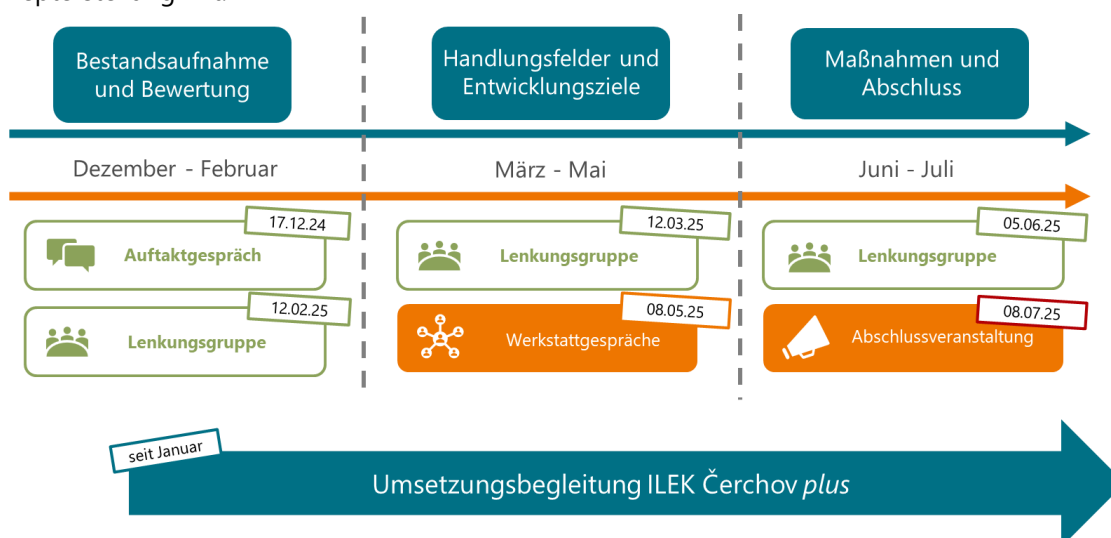 Bestandsaufnahme
und Bewertung
Handlungsfelder und
Entwicklungsziele
Maßnahmen und
Abschluss
Dezember - Februar
März - Mai
Juni - Juli
17.12.24
Auftaktgespräch
12.02.25
Lenkungsgruppe
12.03.25
Lenkungsgruppe
08.05.25
Werkstattgespräche
05.06.25
Lenkungsgruppe
08.07.25
Abschlussveranstaltung
seit Januar
Umsetzungsbegleitung ILEK Čerchov plus